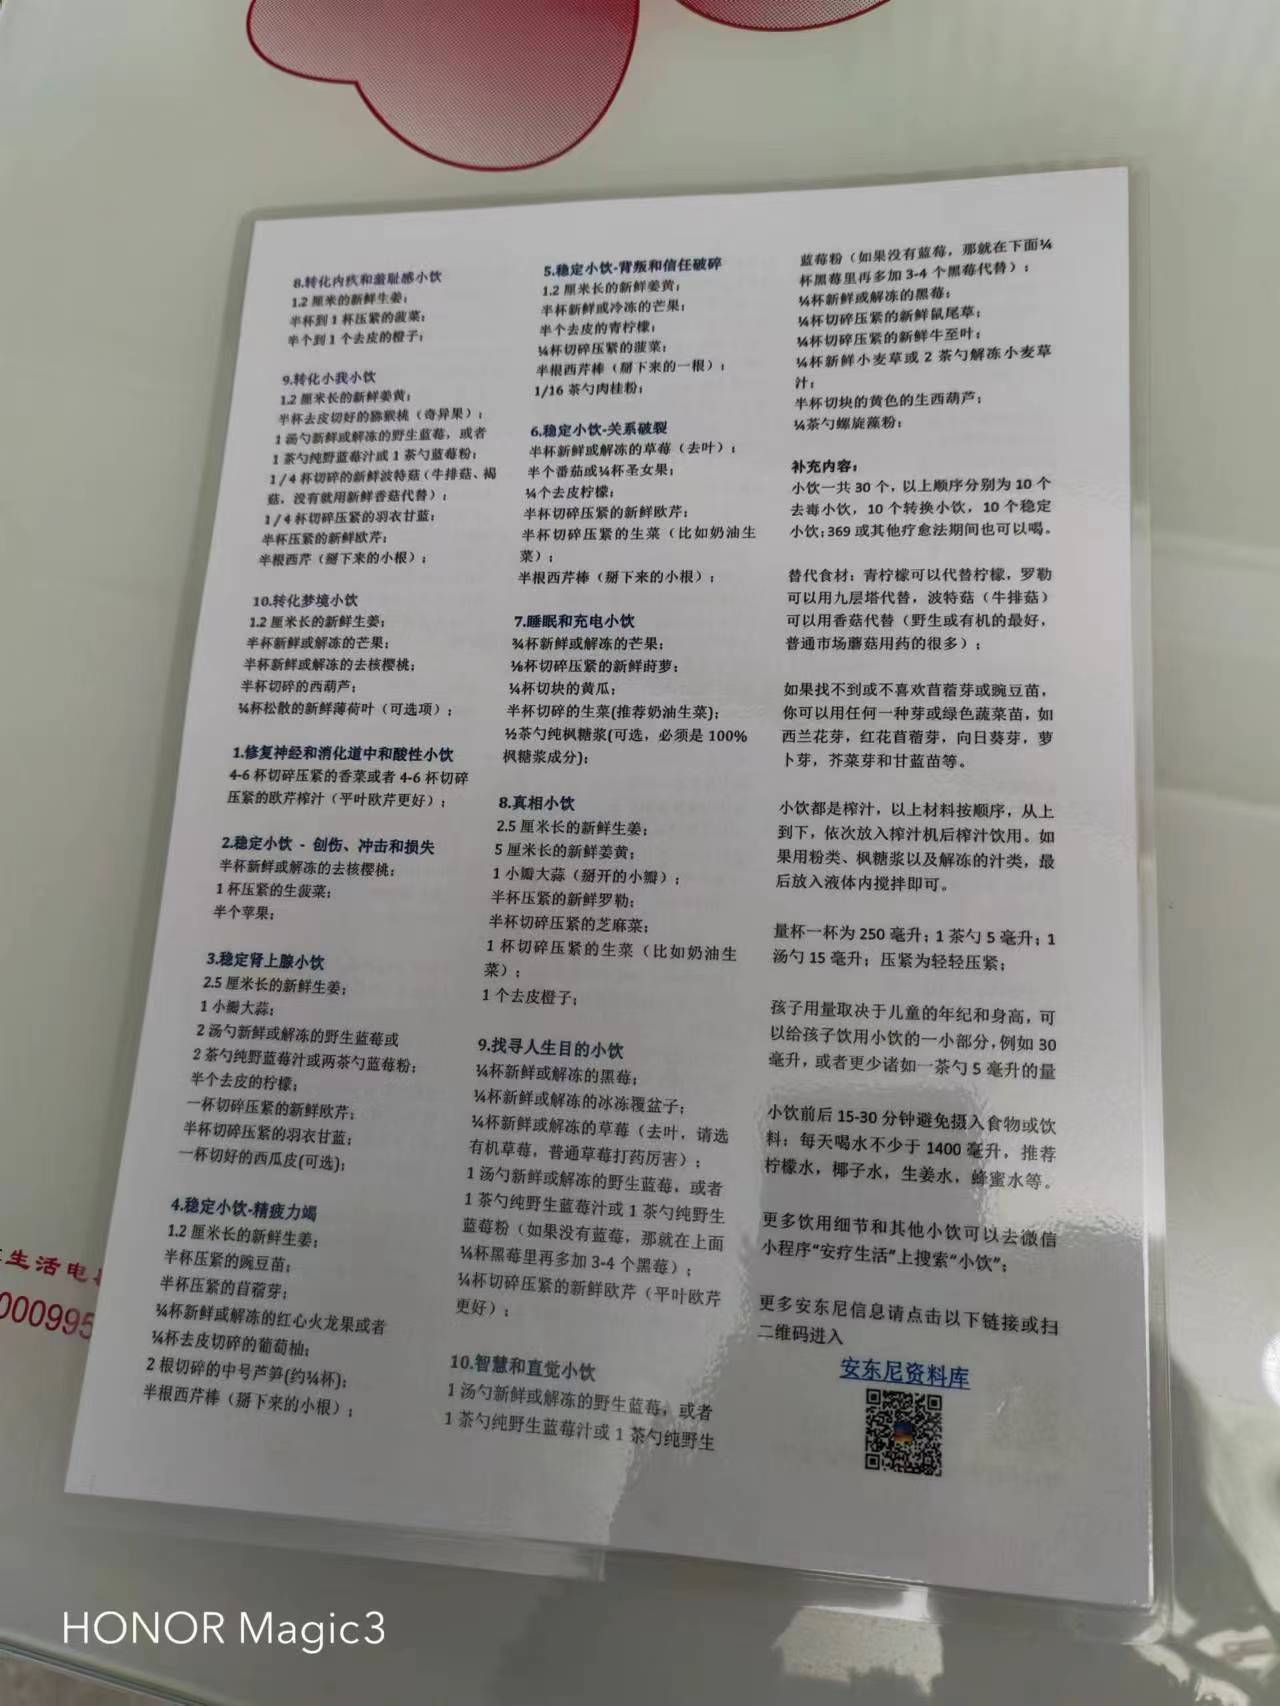 8.转化内疚和羞耻感小饮
1.2 厘米的新鲜生姜;
半杯到 1 杯压紧的菠菜;
半个到 1 个去皮的橙子;
9.转化小我小饮
1.2 厘米长的新鲜姜黄;
半杯去皮切好的猕猴桃（奇异果）;
1 汤勺新鲜或解冻的野生蓝莓，或者
1 茶勺纯野蓝莓汁或 1 茶勺蓝莓粉;
1 / 4 杯切碎的新鲜波特菇（牛排菇、褐
菇，没有就用新鲜香菇代替）;
1 / 4 杯切碎压紧的羽衣甘蓝;
半杯压紧的新鲜欧芹;
半根西芹（掰下来的小根）;
10.转化梦境小饮
1.2 厘米长的新鲜生姜;
半杯新鲜或解冻的芒果;
半杯新鲜或解冻的去核樱桃;
半杯切碎的西葫芦;
¼杯松散的新鲜薄荷叶（可选项）;
1.修复神经和消化道中和酸性小饮
4-6 杯切碎压紧的香菜或者 4-6 杯切碎
压紧的欧芹榨汁（平叶欧芹更好）;
2.稳定小饮 - 创伤、冲击和损失
半杯新鲜或解冻的去核樱桃;
1 杯压紧的生菠菜;
半个苹果;
3.稳定肾上腺小饮
2.5 厘米长的新鲜生姜;
1 小瓣大蒜;
2 汤勺新鲜或解冻的野生蓝莓或
2 茶勺纯野蓝莓汁或两茶勺蓝莓粉;
半个去皮的柠檬;
一杯切碎压紧的新鲜欧芹;
半杯切碎压紧的羽衣甘蓝;
一杯切好的西瓜皮(可选);
4.稳定小饮-精疲力竭
1.2 厘米长的新鲜生姜;
半杯压紧的豌豆苗;
半杯压紧的苜蓿芽;
¼杯新鲜或解冻的红心火龙果或者
¼杯去皮切碎的葡萄柚;
2 根切碎的中号芦笋(约¼杯);
半根西芹棒（掰下来的小根）;
5.稳定小饮-背叛和信任破碎
1.2 厘米长的新鲜姜黄;
半杯新鲜或冷冻的芒果;
半个去皮的青柠檬;
¼杯切碎压紧的菠菜;
半根西芹棒（掰下来的一根）;
1/16 茶勺肉桂粉;
6.稳定小饮-关系破裂
半杯新鲜或解冻的草莓（去叶）;
半个番茄或¼杯圣女果;
¼个去皮柠檬;
半杯切碎压紧的新鲜欧芹;
半杯切碎压紧的生菜（比如奶油生
菜）;
半根西芹棒（掰下来的小根）;
7.睡眠和充电小饮
¾杯新鲜或解冻的芒果;
⅛杯切碎压紧的新鲜莳萝;
¼杯切块的黄瓜;
半杯切碎的生菜(推荐奶油生菜);
½茶勺纯枫糖浆(可选，必须是 100%
枫糖浆成分);
8.真相小饮
2.5 厘米长的新鲜生姜;
5 厘米长的新鲜姜黄;
1 小瓣大蒜（掰开的小瓣）;
半杯压紧的新鲜罗勒;
半杯切碎压紧的芝麻菜;
1 杯切碎压紧的生菜（比如奶油生
菜）;
1 个去皮橙子;
9.找寻人生目的小饮
¼杯新鲜或解冻的黑莓;
¼杯新鲜或解冻的冰冻覆盆子;
¼杯新鲜或解冻的草莓（去叶，请选
有机草莓，普通草莓打药厉害）;
1 汤勺新鲜或解冻的野生蓝莓，或者
1 茶勺纯野生蓝莓汁或 1 茶勺纯野生
蓝莓粉（如果没有蓝莓，那就在上面
¼杯黑莓里再多加 3-4 个黑莓）;
¼杯切碎压紧的新鲜欧芹（平叶欧芹
更好）;
10.智慧和直觉小饮
1 汤勺新鲜或解冻的野生蓝莓，或者
1 茶勺纯野生蓝莓汁或 1 茶勺纯野生
蓝莓粉（如果没有蓝莓，那就在下面¼
杯黑莓里再多加 3-4 个黑莓代替）;
¼杯新鲜或解冻的黑莓;
¼杯切碎压紧的新鲜鼠尾草;
¼杯切碎压紧的新鲜牛至叶;
¼杯新鲜小麦草或 2 茶勺解冻小麦草
汁;
半杯切块的黄色的生西葫芦;
¼茶勺螺旋藻粉;
补充内容:
小饮一共 30 个，以上顺序分别为 10 个
去毒小饮，10 个转换小饮，10 个稳定
小饮; 369 或其他疗愈法期间也可以喝。
替代食材：青柠檬可以代替柠檬，罗勒
可以用九层塔代替，波特菇（牛排菇）
可以用香菇代替（野生或有机的最好，
普通市场蘑菇用药的很多）;
如果找不到或不喜欢苜蓿芽或豌豆苗，
你可以用任何一种芽或绿色蔬菜苗，如
西兰花芽，红花苜蓿芽，向日葵芽，萝
卜芽，芥菜芽和甘蓝苗等。
小饮都是榨汁，以上材料按顺序，从上
到下，依次放入榨汁机后榨汁饮用。如
果用粉类、枫糖浆以及解冻的汁类，最
后放入液体内搅拌即可。
量杯一杯为 250 毫升; 1 茶勺 5 毫升; 1
汤勺 15 毫升; 压紧为轻轻压紧;
孩子用量取决于儿童的年纪和身高，可
以给孩子饮用小饮的一小部分，例如 30
毫升，或者更少诸如一茶勺 5 毫升的量
小饮前后 15-30 分钟避免摄入食物或饮
料；每天喝水不少于 1400 毫升，推荐
柠檬水，椰子水，生姜水，蜂蜜水等。
更多饮用细节和其他小饮可以去微信
小程序“安疗生活”上搜索“小饮”;
更多安东尼信息请点击以下链接或扫
二维码进入
安东尼资料库
生活电
000995
HONOR Magic3